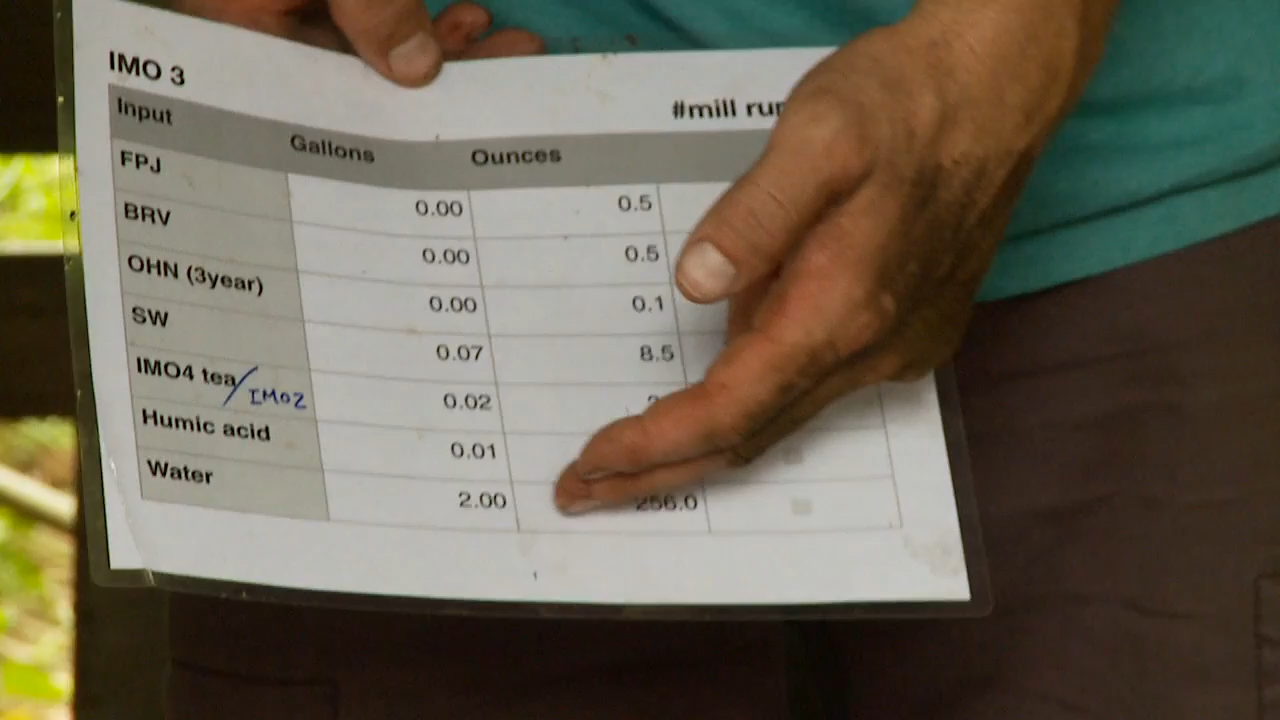 IMO 3
#mill
Input Gallons Ounces
FPJ 0.00 0.5
BRV 0.00 0.5
OHN (3year) 0.00 0.1
SW 0.07 8.5
IMO4 tea/IMO2 0.02
Humic acid 0.01
Water 2.00 256.0